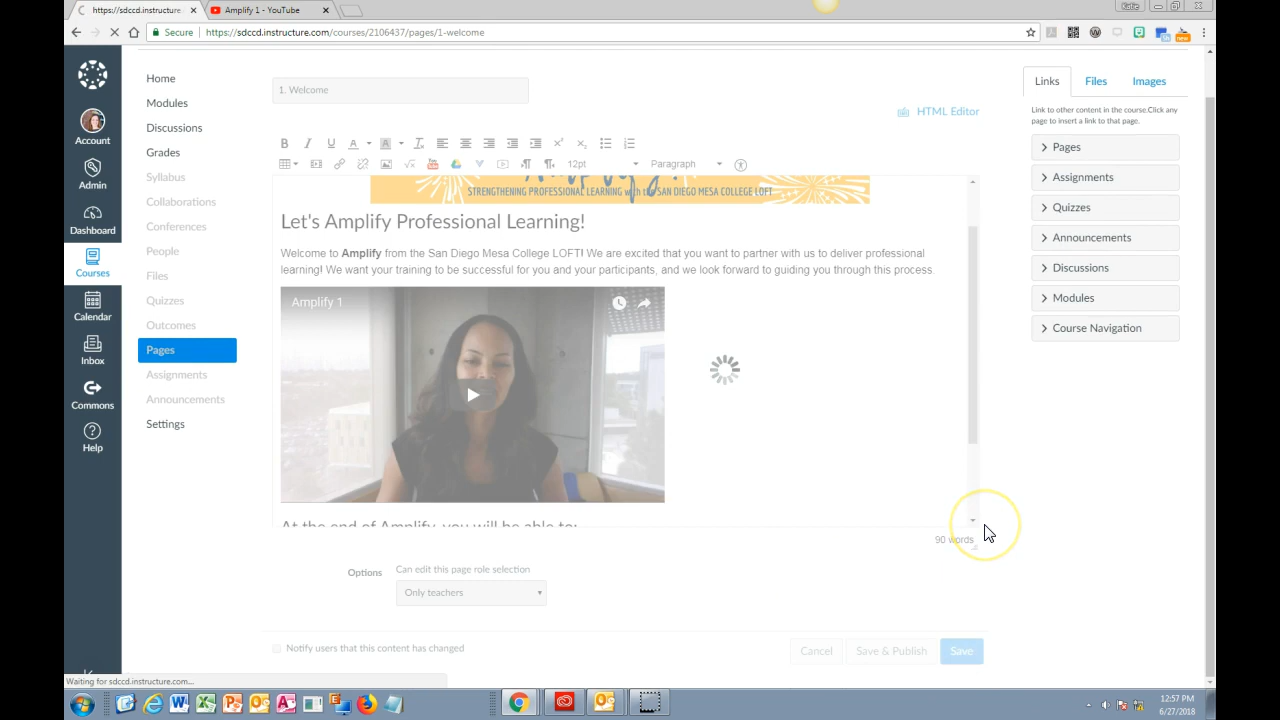 https://sdccd.instructure
Amplify 1 - YouTube
Katie
Secure
https://sdccd.instructure.com/courses/2106437/pages/1-welcome
new
Account
Admin
Dashboard
Courses
Calendar
Inbox
Commons
Help
Home
Modules
Discussions
Grades
Syllabus
Collaborations
Conferences
People
Files
Quizzes
Outcomes
Pages
Assignments
Announcements
Settings
1. Welcome
HTML Editor
12pt
Paragraph
STRENGTHENING PROFESSIONAL LEARNING with the SAN DIEGO MESA COLLEGE LOFT
Let's Amplify Professional Learning!
Welcome to Amplify from the San Diego Mesa College LOFT! We are excited that you want to partner with us to deliver professional
learning! We want your training to be successful for you and your participants, and we look forward to guiding you through this process.
Amplify 1
At the end of Amplify, you will be able to:
90 words
Options
Can edit this page role selection
Only teachers
Notify users that this content has changed
Cancel
Save & Publish
Save
Links
Files
Images
Link to other content in the course.Click any
page to insert a link to that page.
Pages
Assignments
Quizzes
Announcements
Discussions
Modules
Course Navigation
Waiting for sdccd.instructure.com...
12:57 PM
6/27/2018